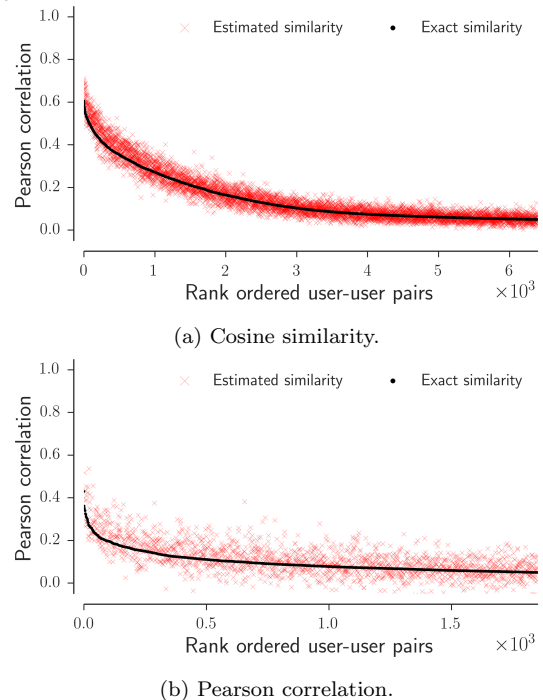 Estimated similarity Exact similarity
Pearson correlation
1.0
0.8
0.6
0.4
0.2
0.0
0 1 2 3 4 5 6
Rank ordered user-user pairs ×10³
(a) Cosine similarity.
Estimated similarity Exact similarity
Pearson correlation
1.0
0.8
0.6
0.4
0.2
0.0
0.0 0.5 1.0 1.5
Rank ordered user-user pairs ×10³
(b) Pearson correlation.